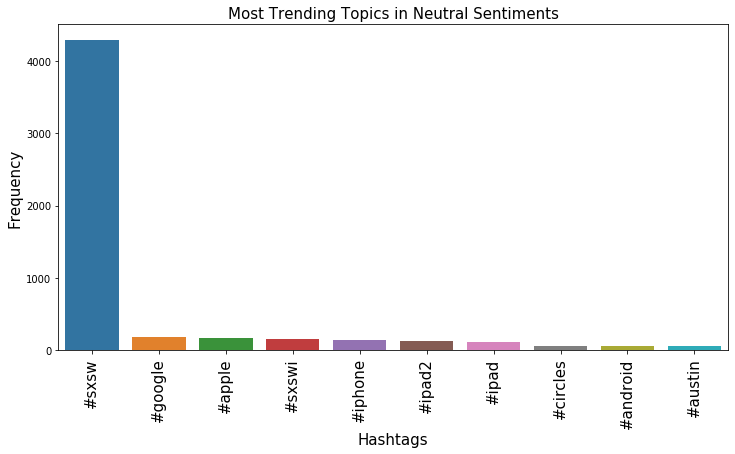 Most Trending Topics in Neutral Sentiments
Frequency
4000
3000
2000
1000
0
#sxsw
#google
#apple
#sxswi
#iphone
#ipad2
#ipad
#circles
#android
#austin
Hashtags